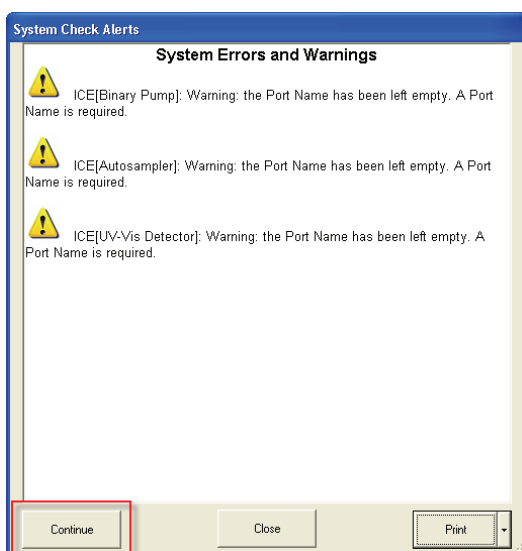 System Check Alerts
System Errors and Warnings
ICE[Binary Pump]: Warning: the Port Name has been left empty. A Port
Name is required.
ICE[Autosampler]: Warning: the Port Name has been left empty. A Port
Name is required.
ICE[UV-Vis Detector]: Warning: the Port Name has been left empty. A
Port Name is required.
Continue Close Print